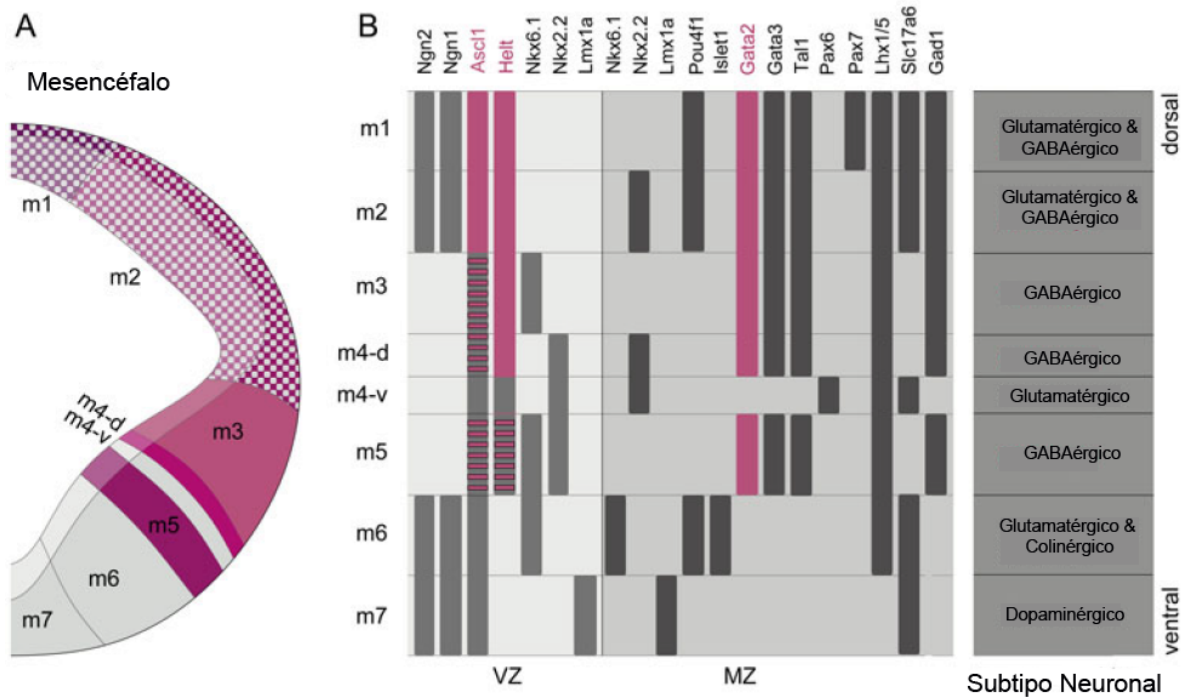 A
Mesencéfalo
m1
m2
m3
m4-d
m4-v
m5
m6
m7
B
Ngn2
Ngn1
Ascl1
Helt
Nkx6.1
Nkx2.2
Lmx1a
Nkx6.1
Nkx2.2
Lmx1a
Pou4f1
Islet1
Gata2
Gata3
Tal1
Pax6
Pax7
Lhx1/5
Slc17a6
Gad1
m1
Glutamatérgico &
GABAérgico
dorsal
m2
Glutamatérgico &
GABAérgico
m3
GABAérgico
m4-d
GABAérgico
m4-v
Glutamatérgico
m5
GABAérgico
m6
Glutamatérgico &
Colinérgico
m7
Dopaminérgico
ventral
VZ
MZ
Subtipo Neuronal